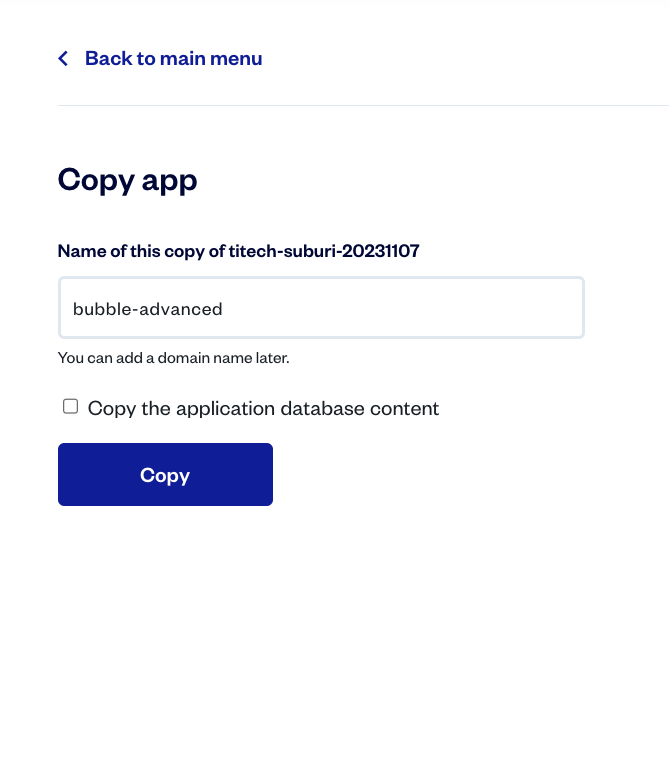 Back to main menu
Copy app
Name of this copy of titech-suburi-20231107
bubble-advanced
You can add a domain name later.
Copy the application database content
Copy